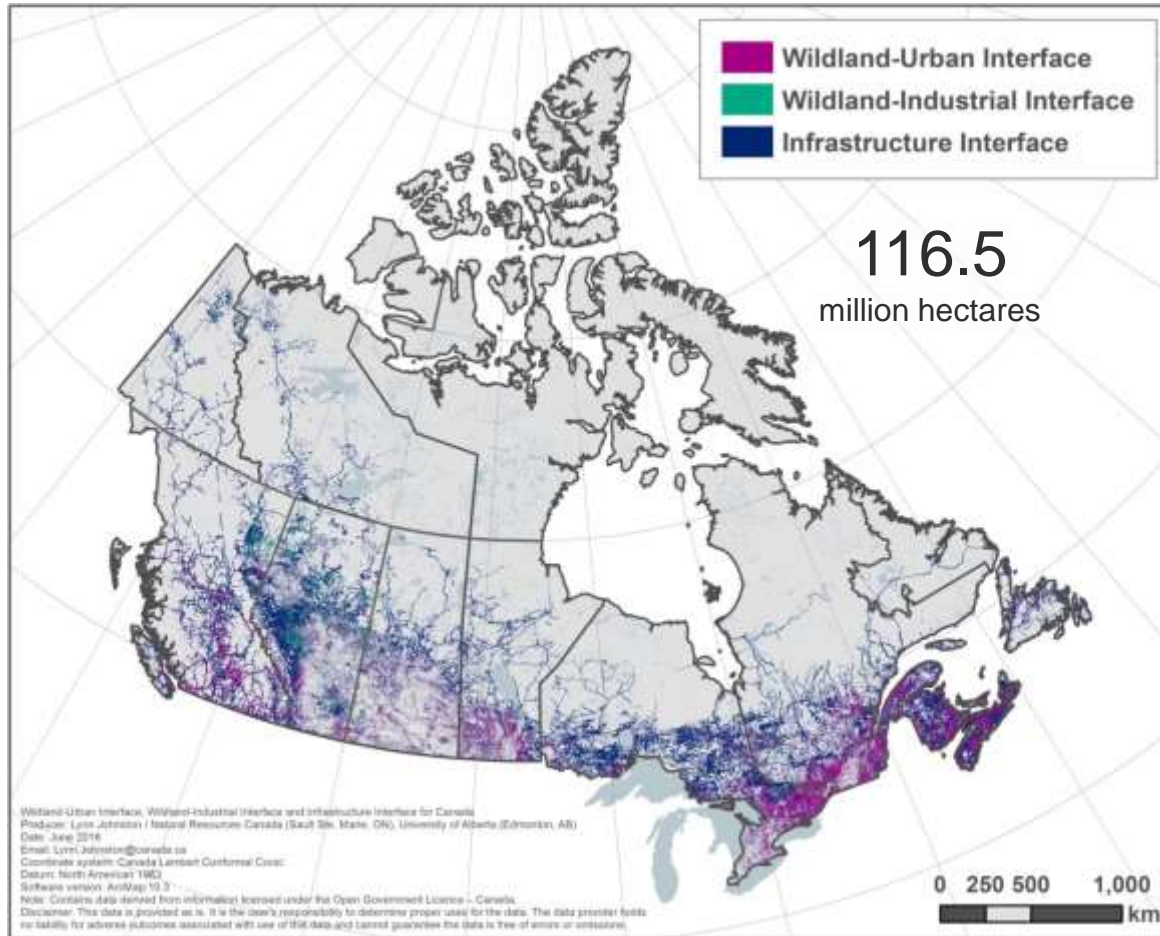 Wildland-Urban Interface
Wildland-Industrial Interface
Infrastructure Interface
116.5
million hectares
Wildland-Urban Interface, Wildland-Industrial Interface and Infrastructure Interface for Canada
Producer: Lynn Johnston / Natural Resources Canada (Sault Ste. Marie, ON), University of Alberta (Edmonton, AB)
Date: June 2016
Email: Lynn.Johnston@canada.ca
Coordinate system: Canada Lambert Conformal Conic
Datum: North American 1983
Software version: ArcMap 10.3
Note: Contains data derived from information licensed under the Open Government Licence – Canada.
Disclaimer: This data is provided as is. It is the user's responsibility to determine proper uses for the data. The data provider holds
no liability for adverse outcomes associated with use of this data and cannot guarantee the data is free of errors or omissions.
0 250 500 1,000
km